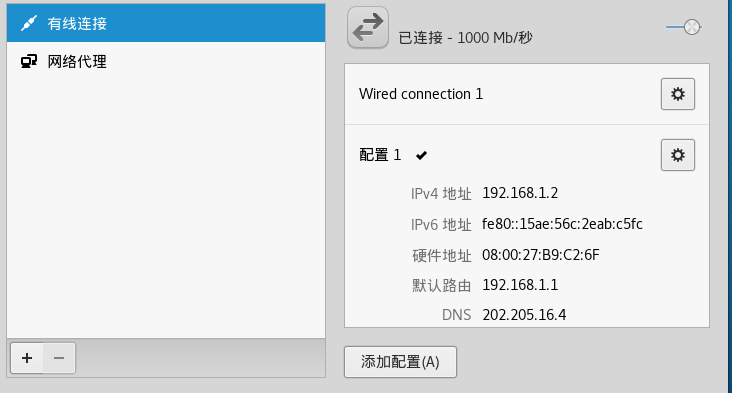 有线连接
网络代理
已连接 - 1000 Mb/秒
Wired connection 1
配置 1
IPv4 地址 192.168.1.2
IPv6 地址 fe80::15ae:56c:2eab:c5fc
硬件地址 08:00:27:B9:C2:6F
默认路由 192.168.1.1
DNS 202.205.16.4
添加配置(A)